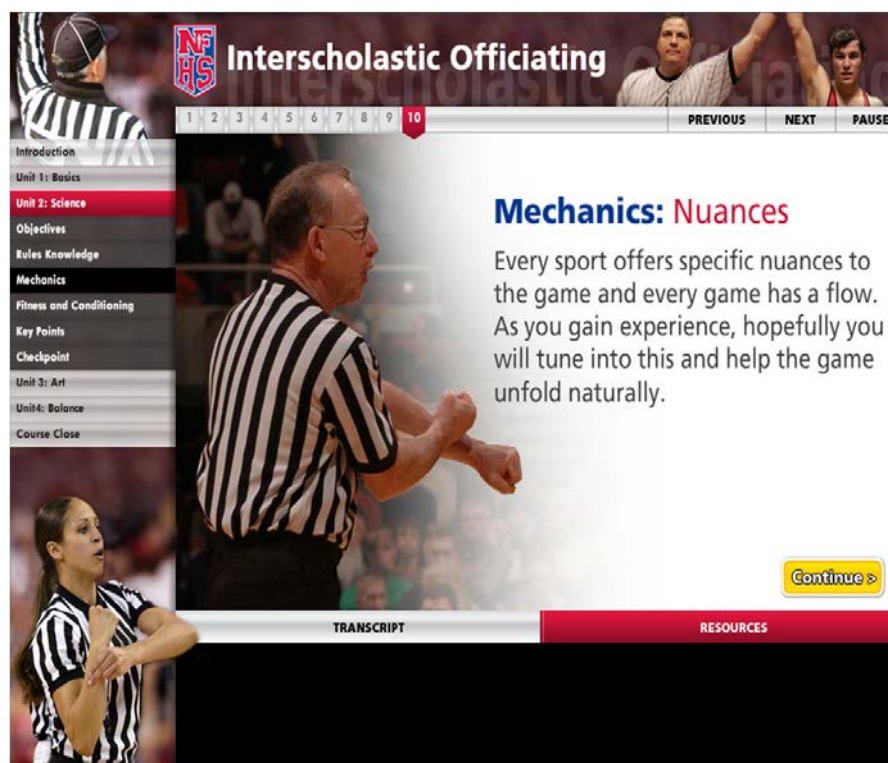 NFHS
Interscholastic Officiating
1 2 3 4 5 6 7 8 9 10
PREVIOUS NEXT PAUSE
Introduction
Unit 1: Basics
Unit 2: Science
Objectives
Rules Knowledge
Mechanics
Fitness and Conditioning
Key Points
Checkpoint
Unit 3: Art
Unit4: Balance
Course Close
Mechanics: Nuances
Every sport offers specific nuances to
the game and every game has a flow.
As you gain experience, hopefully you
will tune into this and help the game
unfold naturally.
Continue >
TRANSCRIPT RESOURCES